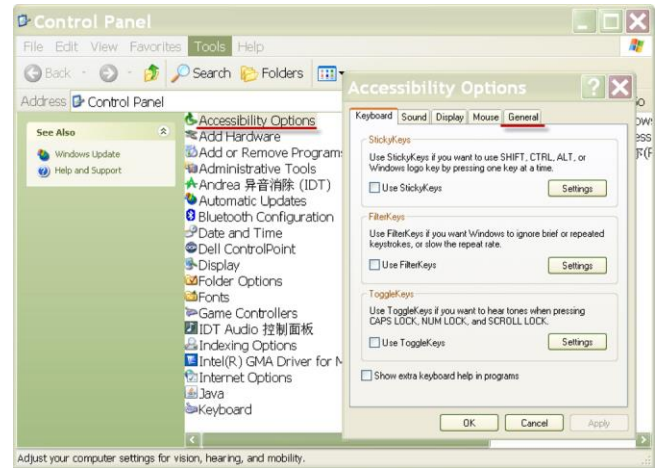 Control Panel
File Edit View Favorites Tools Help
Back Search Folders
Address Control Panel
See Also
Windows Update
Help and Support
Accessibility Options
Add Hardware
Add or Remove Programs
Administrative Tools
Andrea 异音消除 (IDT)
Automatic Updates
Bluetooth Configuration
Date and Time
Dell ControlPoint
Display
Folder Options
Fonts
Game Controllers
IDT Audio 控制面板
Indexing Options
Intel(R) GMA Driver for M
Internet Options
Java
Keyboard
Accessibility Options
Keyboard Sound Display Mouse General
StickyKeys
Use StickyKeys if you want to use SHIFT, CTRL, ALT, or
Windows logo key by pressing one key at a time.
Use StickyKeys Settings
FilterKeys
Use FilterKeys if you want Windows to ignore brief or repeated
keystrokes, or slow the repeat rate.
Use FilterKeys Settings
ToggleKeys
Use ToggleKeys if you want to hear tones when pressing
CAPS LOCK, NUM LOCK, and SCROLL LOCK.
Use ToggleKeys Settings
Show extra keyboard help in programs
OK Cancel Apply
Adjust your computer settings for vision, hearing, and mobility.